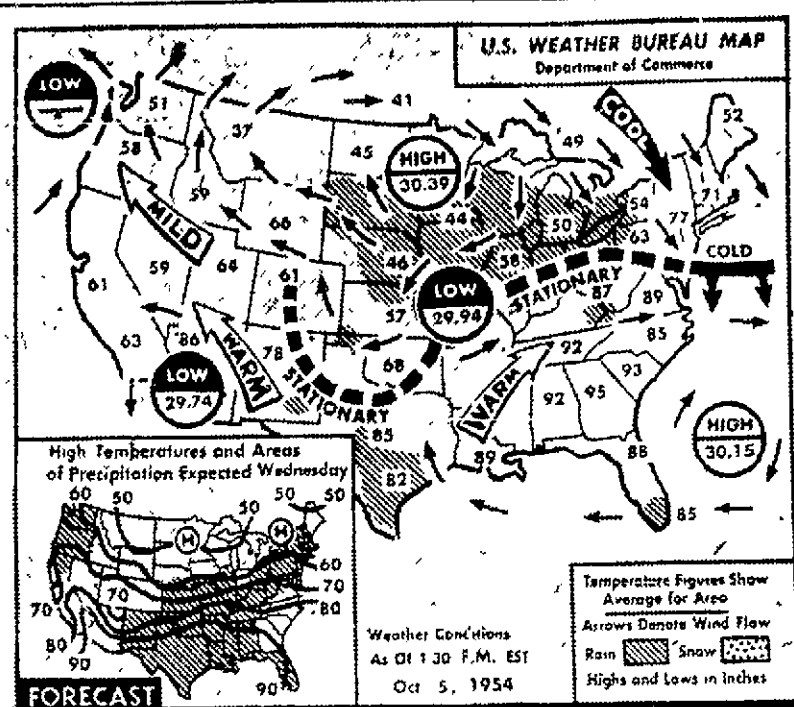 U.S. WEATHER BUREAU MAP
Department of Commerce
LOW
51
37
41
45
HIGH
30.39
49
COOL
52
58
59
MILD
66
44
50
54
71
77
63
61
59
64
61
46
58
STATIONARY
COLD
LOW
29.94
87
89
57
85
63
86
WARM
78
STATIONARY
68
92
WARM
93
92
95
LOW
29.74
85
82
89
88
HIGH
30.15
85
High Temperatures and Areas
of Precipitation Expected Wednesday
60
50
50
50
50
H
H
60
70
80
70
70
80
90
90
FORECAST
Weather Conditions
As Of 1:30 P.M. EST
Oct 5, 1954
Temperature Figures Show
Average for Area
Arrows Denote Wind Flow
Rain Snow
Highs and Lows in Inches